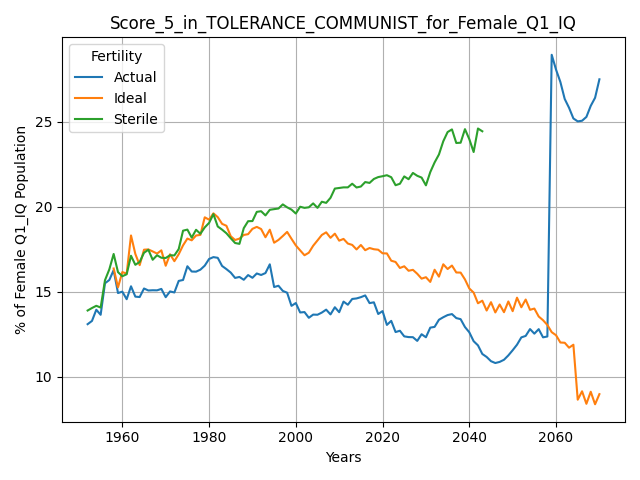 Score_5_in_TOLERANCE_COMMUNIST_for_Female_Q1_IQ
Fertility
Actual
Ideal
Sterile
% of Female Q1_IQ Population
25
20
15
10
1960
1980
2000
2020
2040
2060
Years